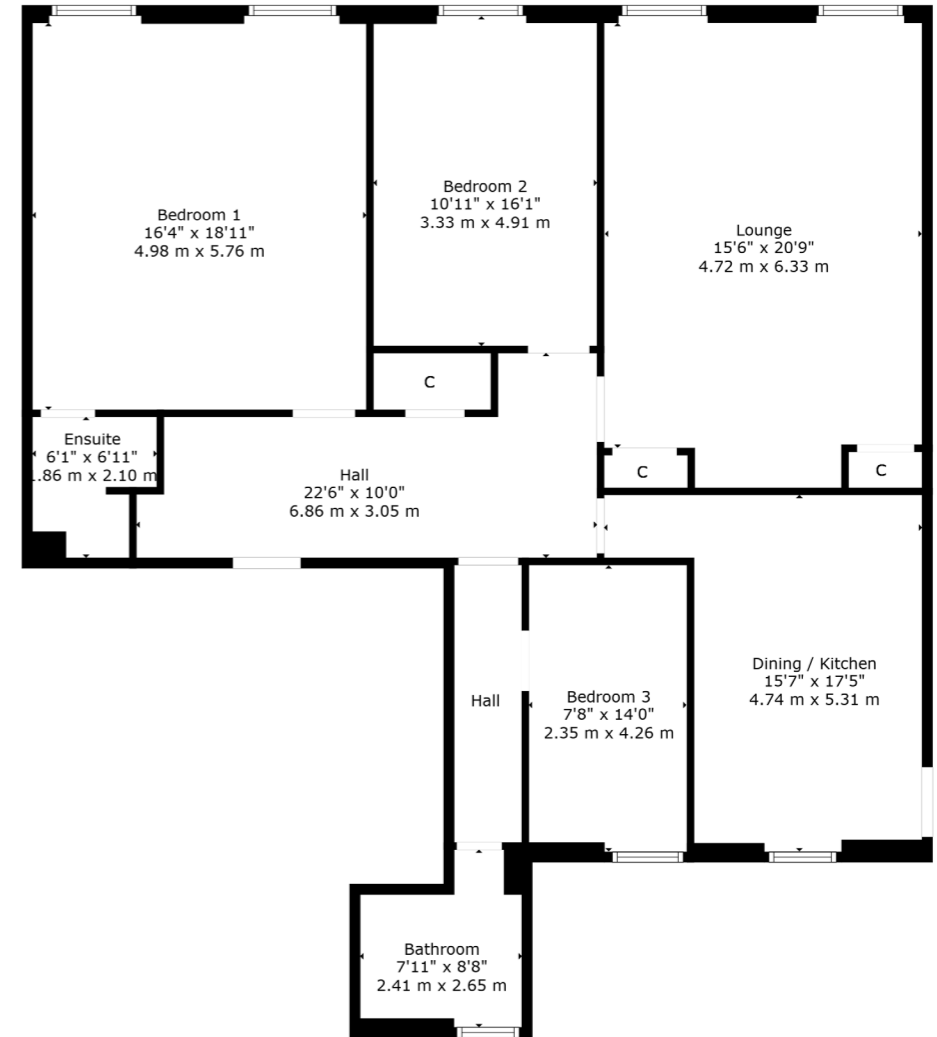 Bedroom 1
16'4" x 18'11"
4.98 m x 5.76 m
Bedroom 2
10'11" x 16'1"
3.33 m x 4.91 m
Lounge
15'6" x 20'9"
4.72 m x 6.33 m
C
Ensuite
6'1" x 6'11"
1.86 m x 2.10 m
Hall
22'6" x 10'0"
6.86 m x 3.05 m
C
C
Dining / Kitchen
15'7" x 17'5"
4.74 m x 5.31 m
Hall
Bedroom 3
7'8" x 14'0"
2.35 m x 4.26 m
Bathroom
7'11" x 8'8"
2.41 m x 2.65 m